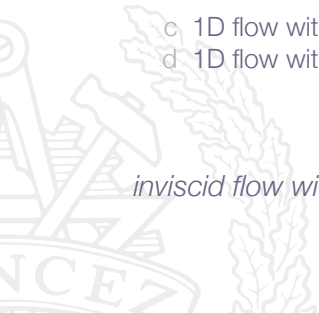 c 1D flow wit
d 1D flow wit
inviscid flow wi
NCEZ